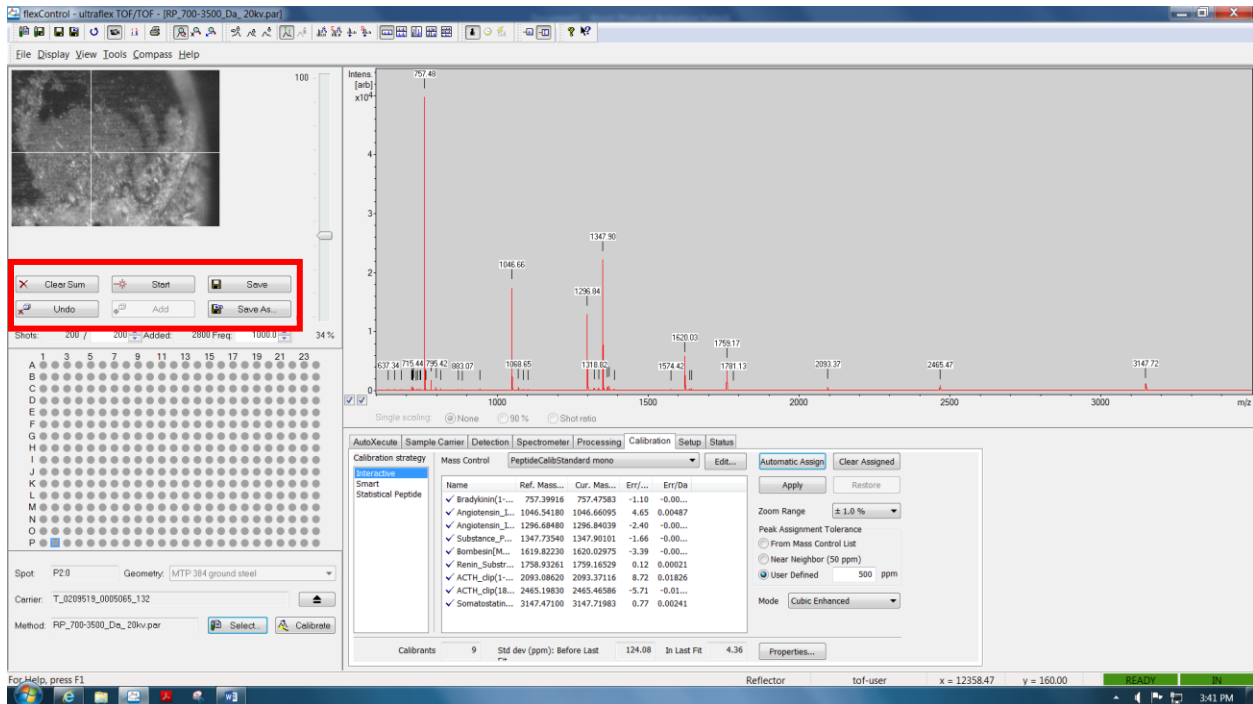 flexControl - ultraflex TOF/TOF - [RP_700-3500_Da_ 20kv.par]
File Display View Tools Compass Help
100
Clear Sum Start Save
Undo Add Save As...
Shots: 200 / 200 Added: 2800 Freq: 1000.0 34 %
1 3 5 7 9 11 13 15 17 19 21 23
A
B
C
D
E
F
G
H
I
J
K
L
M
N
O
P
Spot: P2:0 Geometry: MTP 384 ground steel
Carrier: T_0209519_0005065_132
Method: RP_700-3500_Da_ 20kv.par Select... Calibrate
Intens. [arb]
x104
4
3
2
1
0
757.48
1347.90
1046.66
1296.84
1620.03
1759.17
637.34 715.44 795.42 883.07 1068.65 1318.82 1574.42 1781.13 2093.37 2465.47 3147.72
1000 1500 2000 2500 3000 m/z
Single scaling: None 90 % Shot ratio
AutoXecute Sample Carrier Detection Spectrometer Processing Calibration Setup Status
Calibration strategy
Interactive
Smart
Statistical Peptide
Mass Control PeptideCalibStandard mono Edit...
Name Ref. Mass... Cur. Mas... Err/... Err/Da
Bradykinin(1-... 757.39916 757.47583 -1.10 -0.00...
Angiotensin_I... 1046.54180 1046.66095 4.65 0.00487
Angiotensin_I... 1296.68480 1296.84039 -2.40 -0.00...
Substance_P... 1347.73540 1347.90101 -1.66 -0.00...
Bombesin[M... 1619.82230 1620.02975 -3.39 -0.00...
Renin_Substr... 1758.93261 1759.16529 0.12 0.00021
ACTH_clip(1-... 2093.08620 2093.37116 8.72 0.01826
ACTH_clip(18... 2465.19830 2465.46586 -5.71 -0.01...
Somatostatin... 3147.47100 3147.71983 0.77 0.00241
Calibrants 9 Std dev (ppm): Before Last 124.08 In Last Fit 4.36
Automatic Assign Clear Assigned
Apply Restore
Zoom Range ± 1.0 %
Peak Assignment Tolerance
From Mass Control List
Near Neighbor (50 ppm)
User Defined 500 ppm
Mode Cubic Enhanced
Properties...
For Help, press F1 Reflector tof-user x = 12358.47 y = 160.00 READY IN
3:41 PM